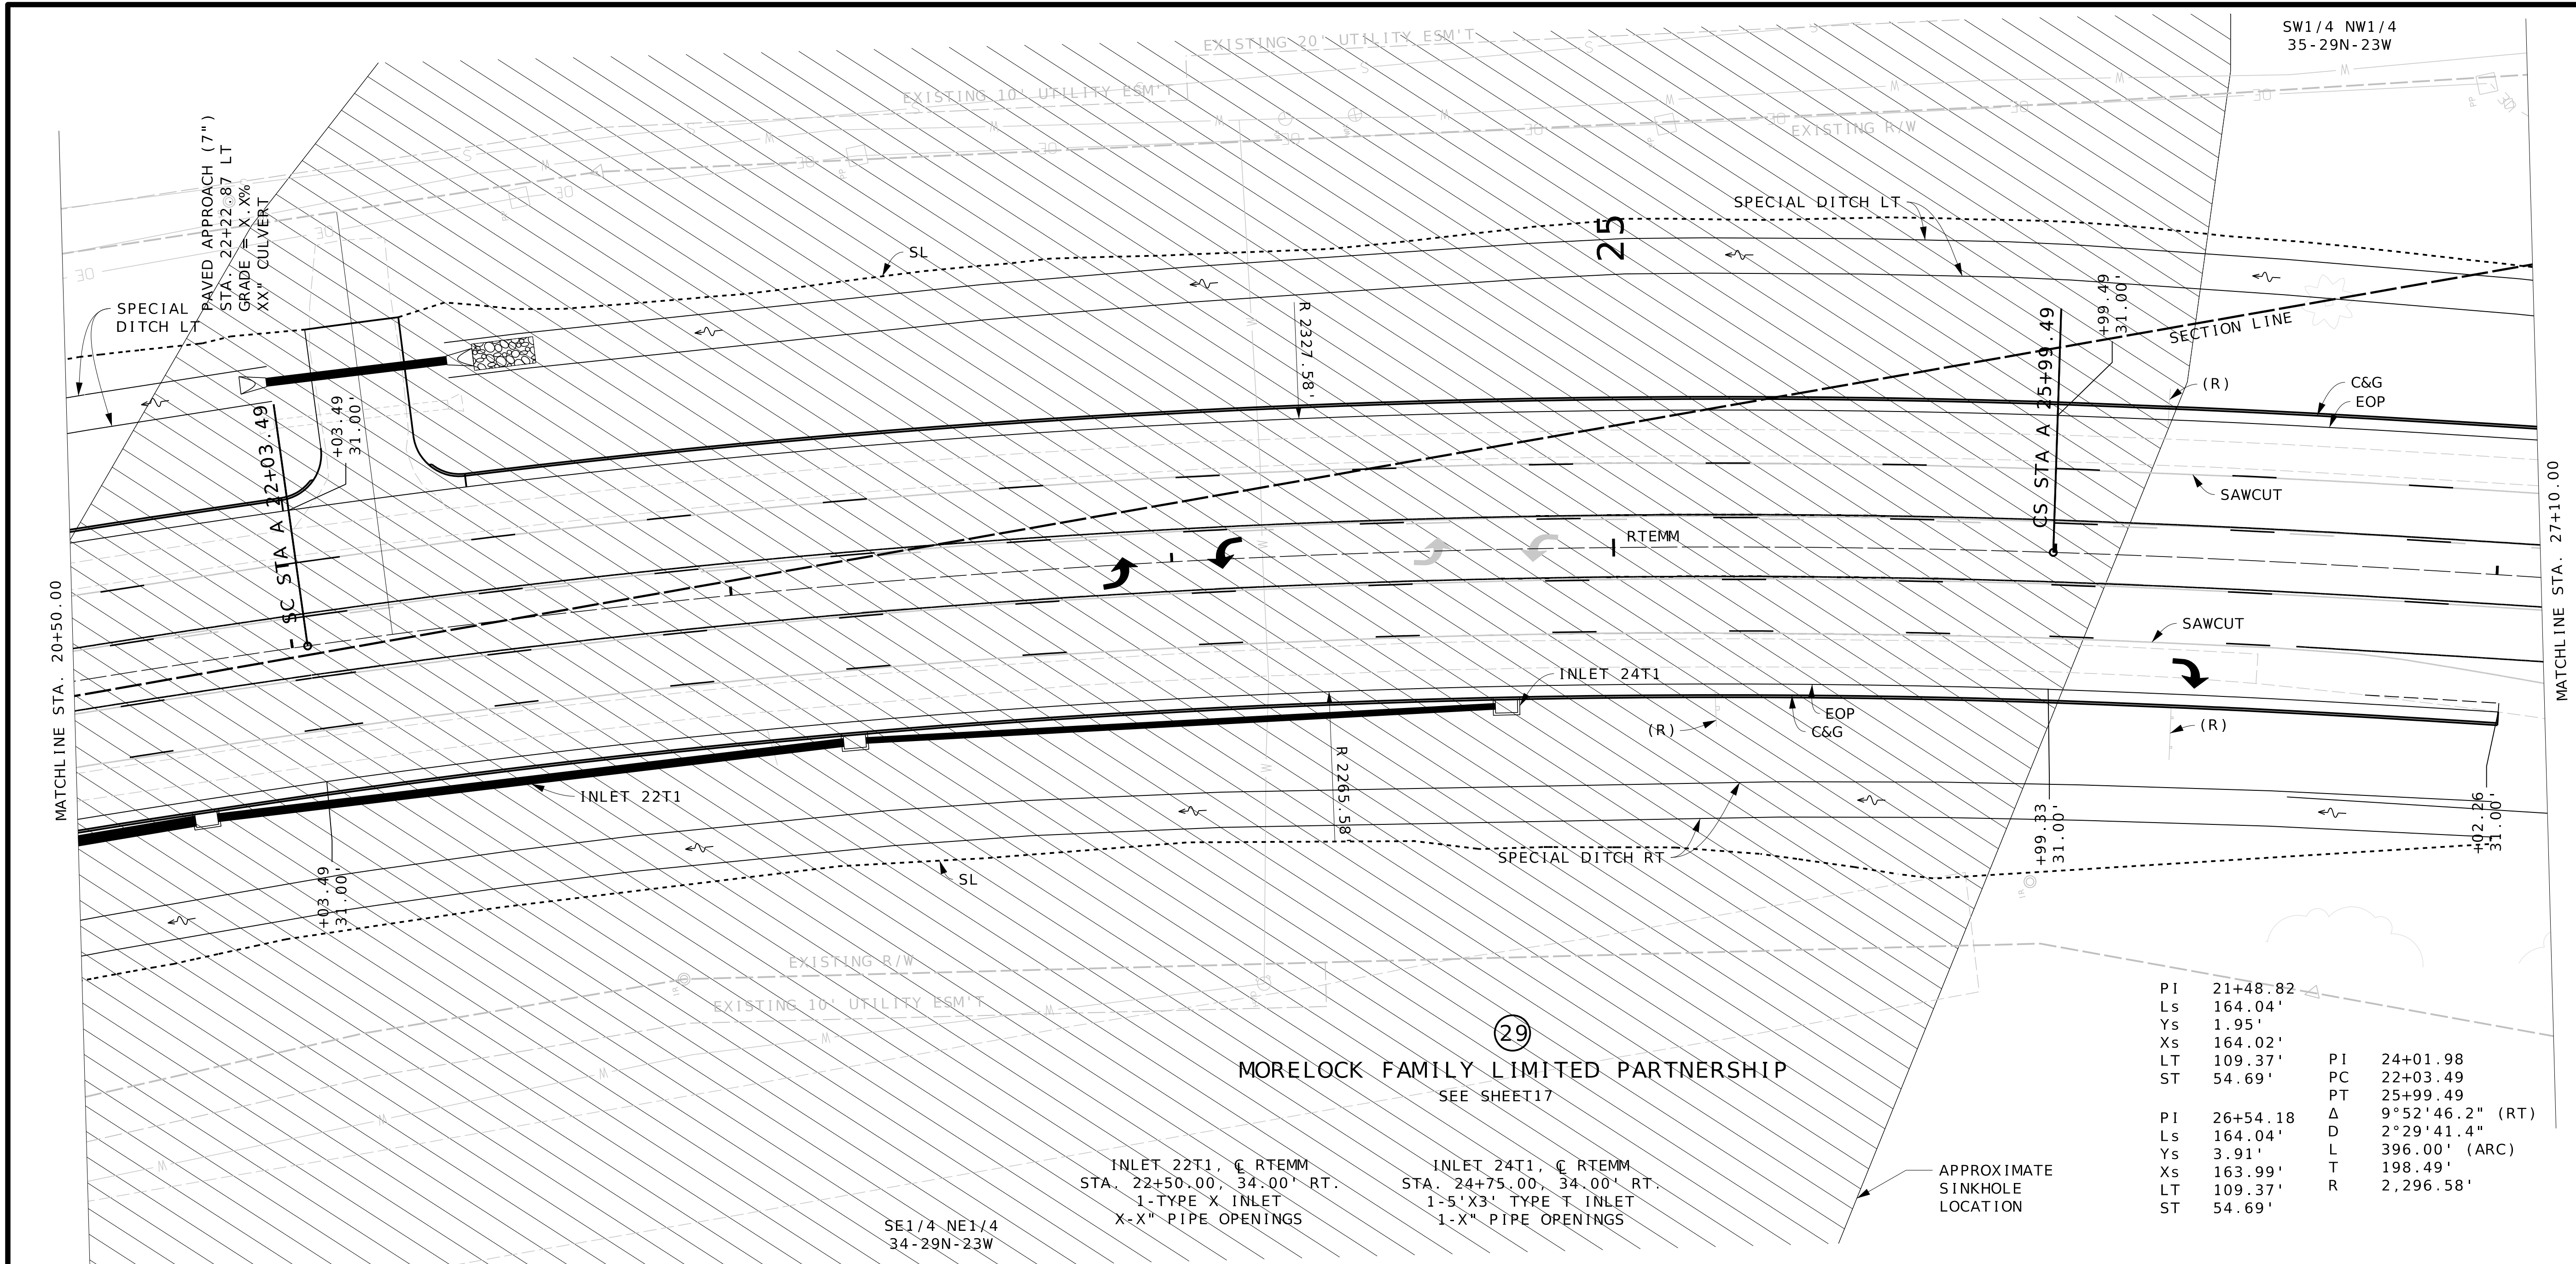 SW1/4 NW1/4
35-29N-23W
EXISTING 20' UTILITY ESM'T
EXISTING 10' UTILITY ESM'T
EXISTING R/W
PAVED APPROACH (7")
STA. 22+22.87 LT
GRADE = X.X%
XX" CULVERT
SPECIAL DITCH LT
25
SL
SPECIAL
DITCH LT
R 2327.58'
+99.49
31.00'
SECTION LINE
CS STA A 25+99.49
(R)
C&G
EOP
SC STA A 22+03.49
+03.49
31.00'
SAWCUT
RTEMM
MATCHLINE STA. 20+50.00
MATCHLINE STA. 27+10.00
SAWCUT
INLET 24T1
EOP
C&G
(R)
(R)
INLET 22T1
R 2265.58'
+03.49
31.00'
SL
SPECIAL DITCH RT
+99.33
31.00'
+02.26
31.00'
EXISTING R/W
EXISTING 10' UTILITY ESM'T
29
MORELOCK FAMILY LIMITED PARTNERSHIP
SEE SHEET17
PI 21+48.82
Ls 164.04'
Ys 1.95'
Xs 164.02'
LT 109.37'
ST 54.69'
PI 26+54.18
Ls 164.04'
Ys 3.91'
Xs 163.99'
LT 109.37'
ST 54.69'
PI 24+01.98
PC 22+03.49
PT 25+99.49
Δ 9°52'46.2" (RT)
D 2°29'41.4"
L 396.00' (ARC)
T 198.49'
R 2,296.58'
INLET 22T1, ℄ RTEMM
STA. 22+50.00, 34.00' RT.
1-TYPE X INLET
X-X" PIPE OPENINGS
INLET 24T1, ℄ RTEMM
STA. 24+75.00, 34.00' RT.
1-5'X3' TYPE T INLET
1-X" PIPE OPENINGS
APPROXIMATE
SINKHOLE
LOCATION
SE1/4 NE1/4
34-29N-23W